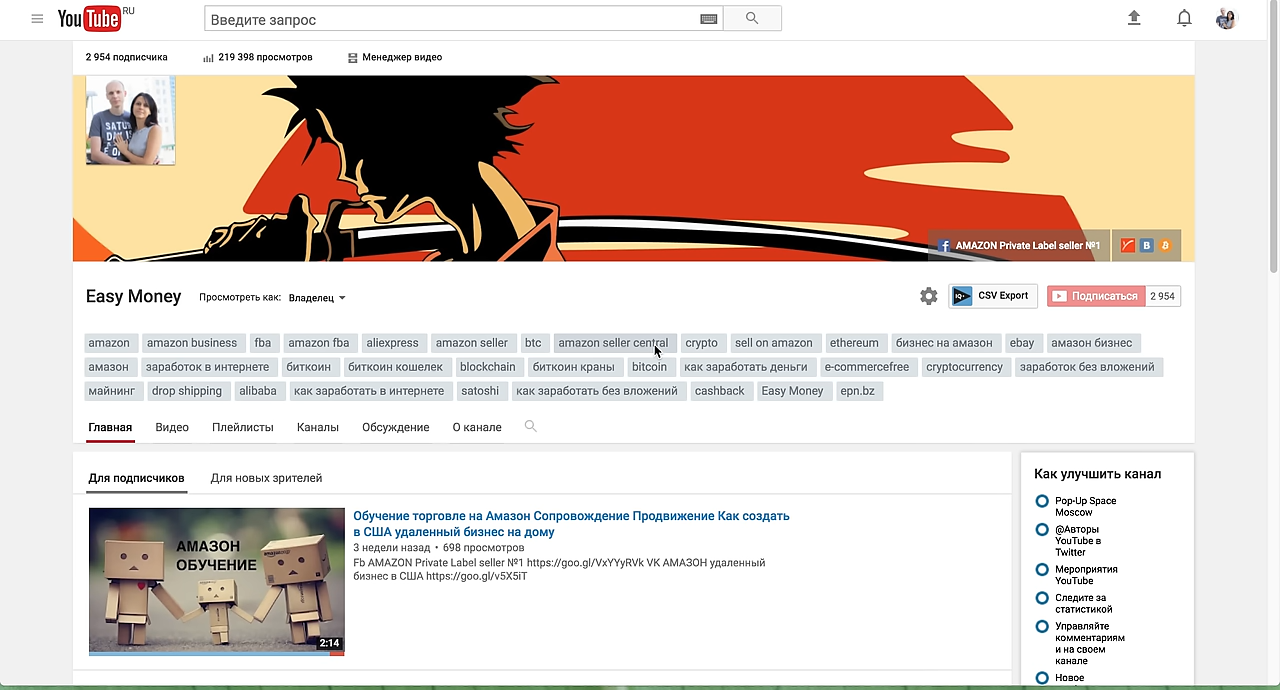 YouTube RU
Введите запрос
2 954 подписчика 219 398 просмотров Менеджер видео
AMAZON Private Label seller №1
Easy Money Просмотреть как: Владелец CSV Export Подписаться 2 954
amazon amazon business fba amazon fba aliexpress amazon seller btc amazon seller central crypto sell on amazon ethereum бизнес на амазон ebay амазон бизнес
амазон заработок в интернете биткиин биткоин кошелек blockchain биткоин краны bitcoin как заработать деньги e-commercefree cryptocurrency заработок без вложений
майнинг drop shipping alibaba как заработать в интернете satoshi как заработать без вложений cashback Easy Money epn.bz
Главная Видео Плейлисты Каналы Обсуждение О канале
Для подписчиков Для новых зрителей
АМАЗОН
ОБУЧЕНИЕ
2:14
Обучение торговле на Амазон Сопровождение Продвижение Как создать
в США удаленный бизнес на дому
3 недели назад • 698 просмотров
Fb AMAZON Private Label seller №1 https://goo.gl/VxYYyRVk VK АМАЗОН удаленный
бизнес в США https://goo.gl/v5X5iT
Как улучшить канал
Pop-Up Space
Moscow
@Авторы
YouTube в
Twitter
Мероприятия
YouTube
Следите за
статистикой
Управляйте
комментариям
и на своем
канале
Новое